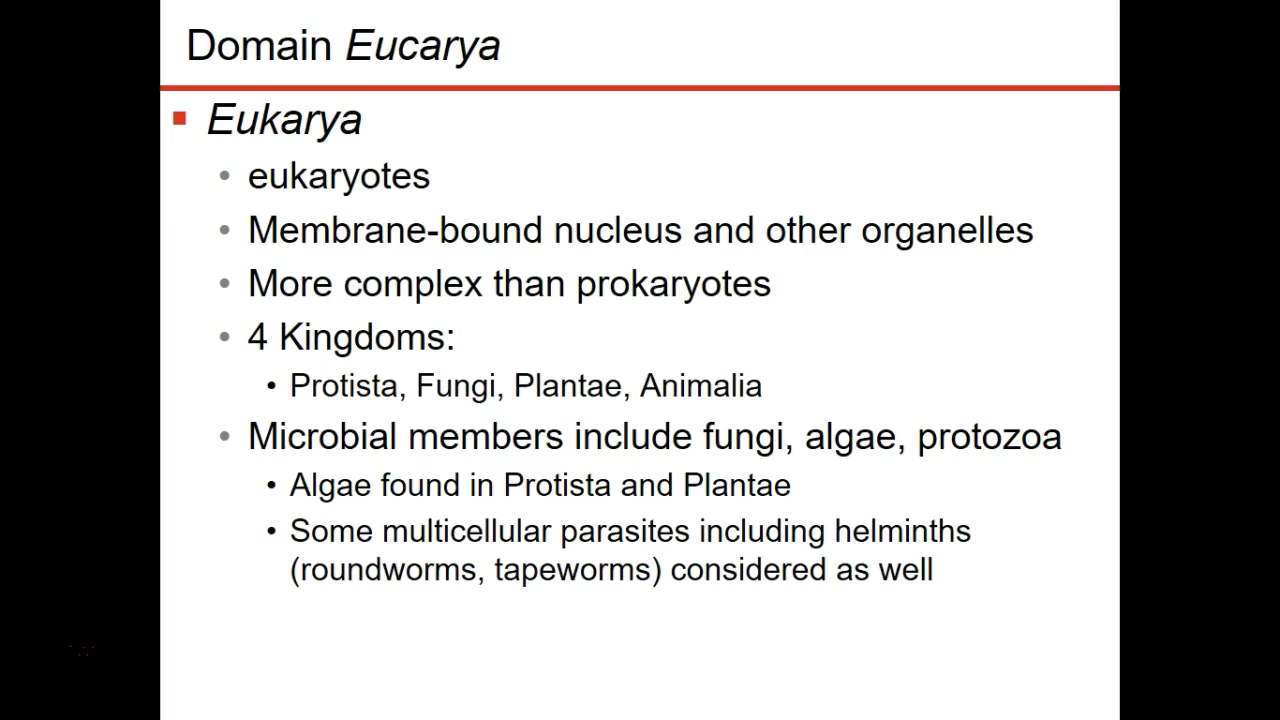 Domain Eucarya
Eukarya
eukaryotes
Membrane-bound nucleus and other organelles
More complex than prokaryotes
4 Kingdoms:
Protista, Fungi, Plantae, Animalia
Microbial members include fungi, algae, protozoa
Algae found in Protista and Plantae
Some multicellular parasites including helminths
(roundworms, tapeworms) considered as well